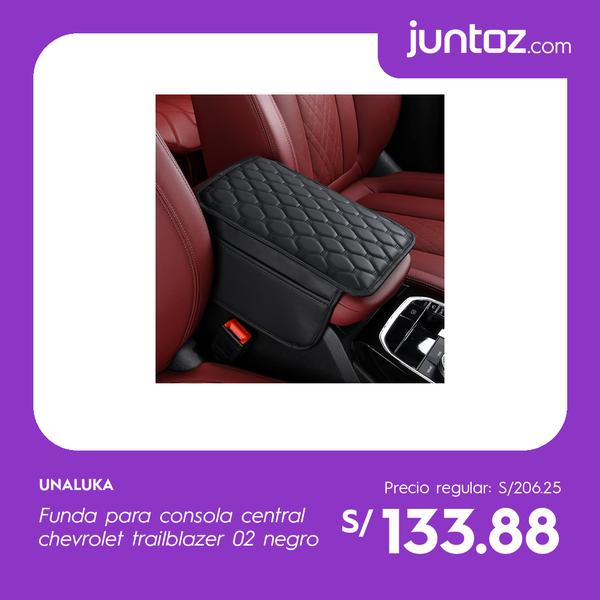 juntoz.com
UNALUKA
Funda para consola central
chevrolet trailblazer 02 negro
Precio regular: S/206.25
S/133.88